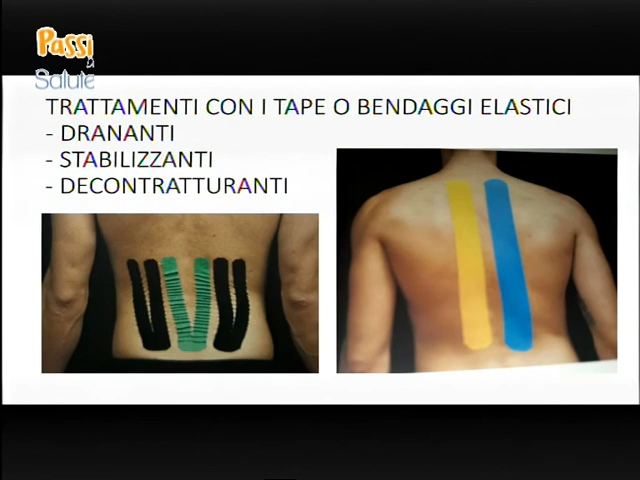 Passi
di
Salute
TRATTAMENTI CON I TAPE O BENDAGGI ELASTICI
- DRANANTI
- STABILIZZANTI
- DECONTRATTURANTI